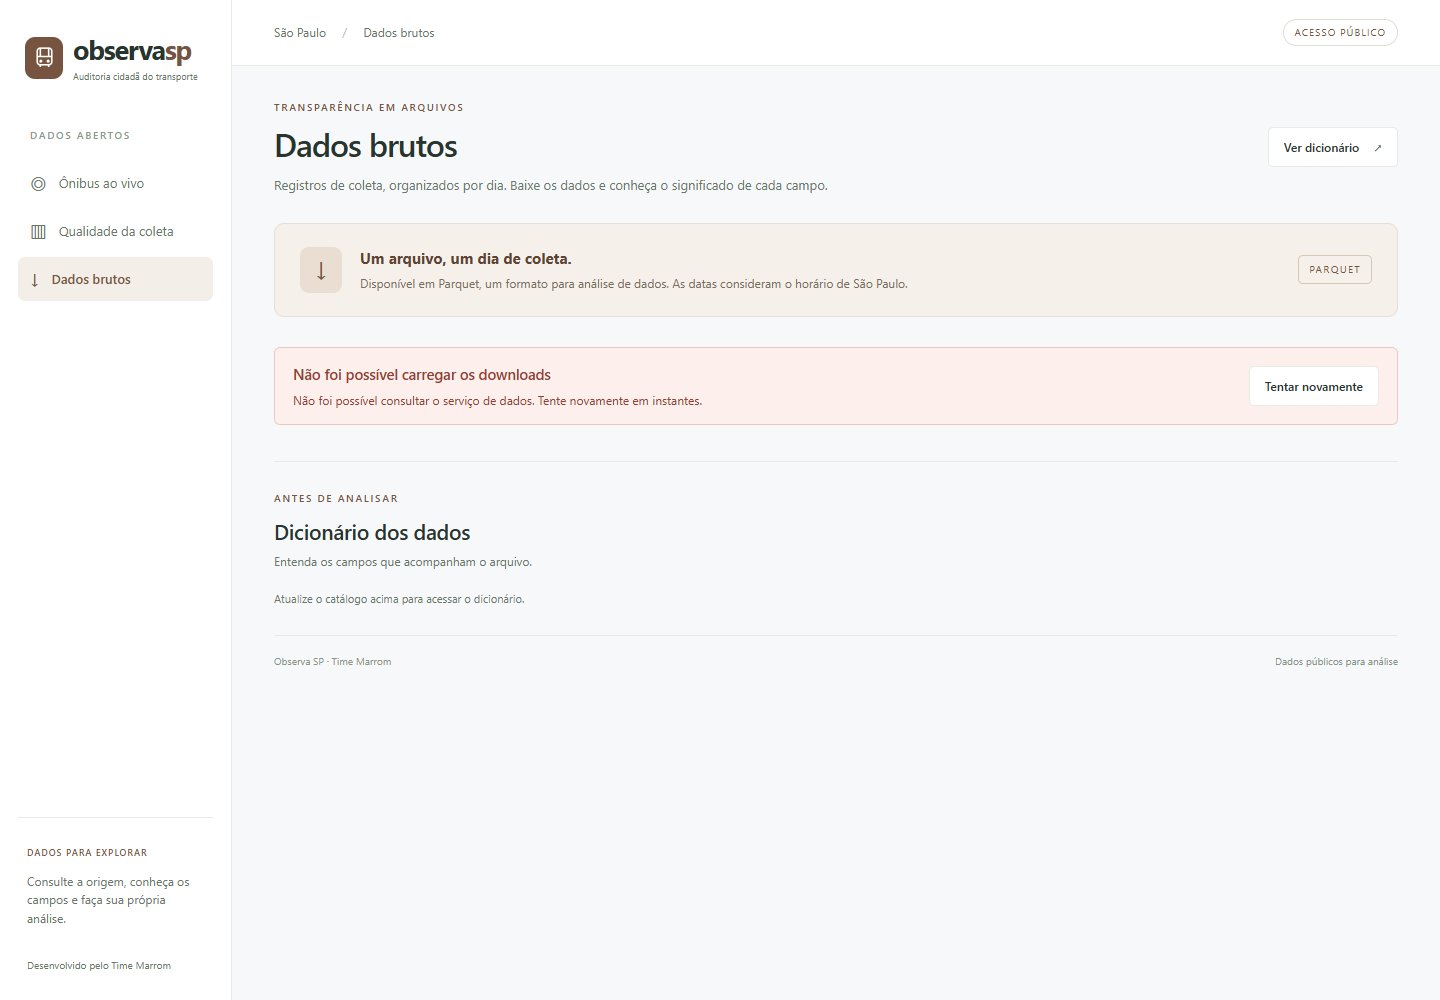 observasp
Auditoria cidadã do transporte
DADOS ABERTOS
Ônibus ao vivo
Qualidade da coleta
Dados brutos
DADOS PARA EXPLORAR
Consulte a origem, conheça os
campos e faça sua própria
análise.
Desenvolvido pelo Time Marrom
São Paulo / Dados brutos
ACESSO PÚBLICO
TRANSPARÊNCIA EM ARQUIVOS
Dados brutos
Ver dicionário ↗
Registros de coleta, organizados por dia. Baixe os dados e conheça o significado de cada campo.
Um arquivo, um dia de coleta.
Disponível em Parquet, um formato para análise de dados. As datas consideram o horário de São Paulo.
PARQUET
Não foi possível carregar os downloads
Não foi possível consultar o serviço de dados. Tente novamente em instantes.
Tentar novamente
ANTES DE ANALISAR
Dicionário dos dados
Entenda os campos que acompanham o arquivo.
Atualize o catálogo acima para acessar o dicionário.
Observa SP · Time Marrom
Dados públicos para análise